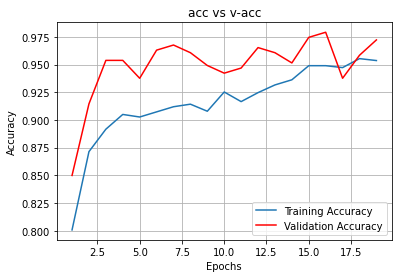 acc vs v-acc
0.975
0.950
0.925
0.900
0.875
0.850
0.825
0.800
Accuracy
2.5 5.0 7.5 10.0 12.5 15.0 17.5
Epochs
Training Accuracy
Validation Accuracy